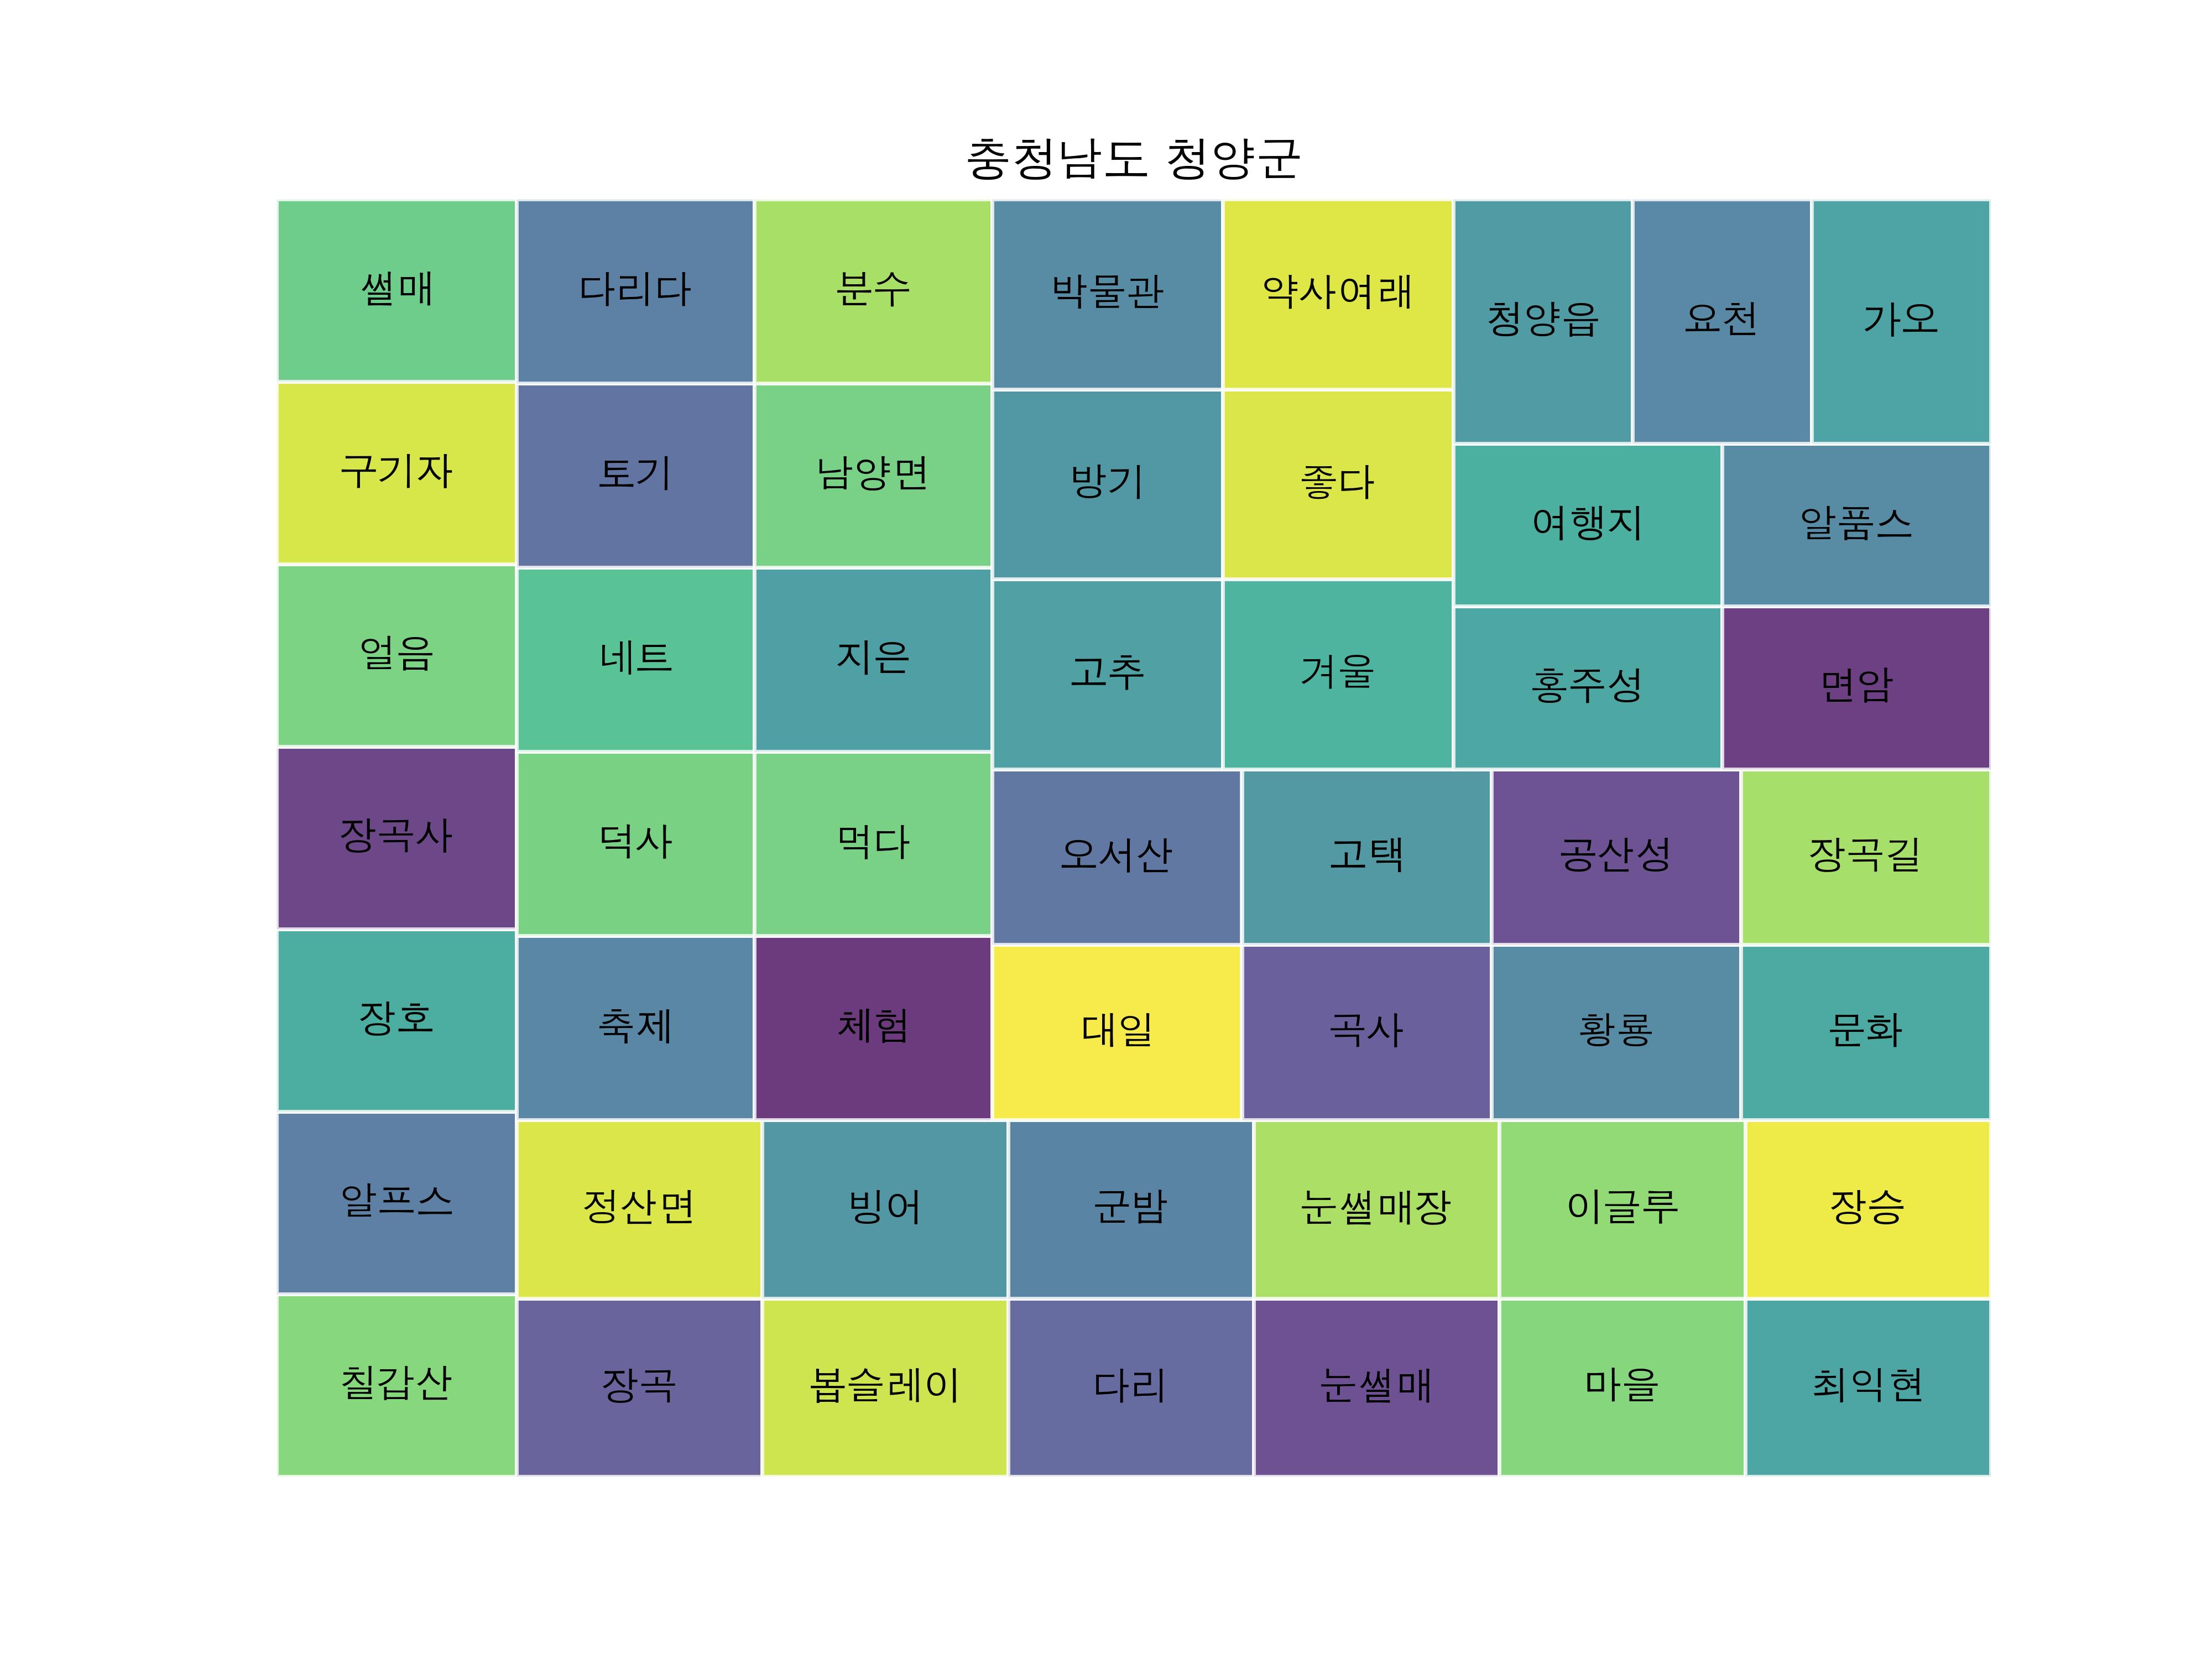 충청남도 청양군
썰매
다리다
분수
박물관
약사여래
청양읍
요천
가오
구기자
토기
남양면
방기
좋다
여행지
알품스
얼음
네트
지은
고추
겨울
홍주성
면암
장곡사
덕사
먹다
오서산
고택
공산성
장곡길
장호
축제
체험
대일
곡사
황룡
문화
알프스
정산면
빙어
군밤
눈썰매장
이글루
장승
칠갑산
장곡
봅슬레이
다리
눈썰매
마을
최익현